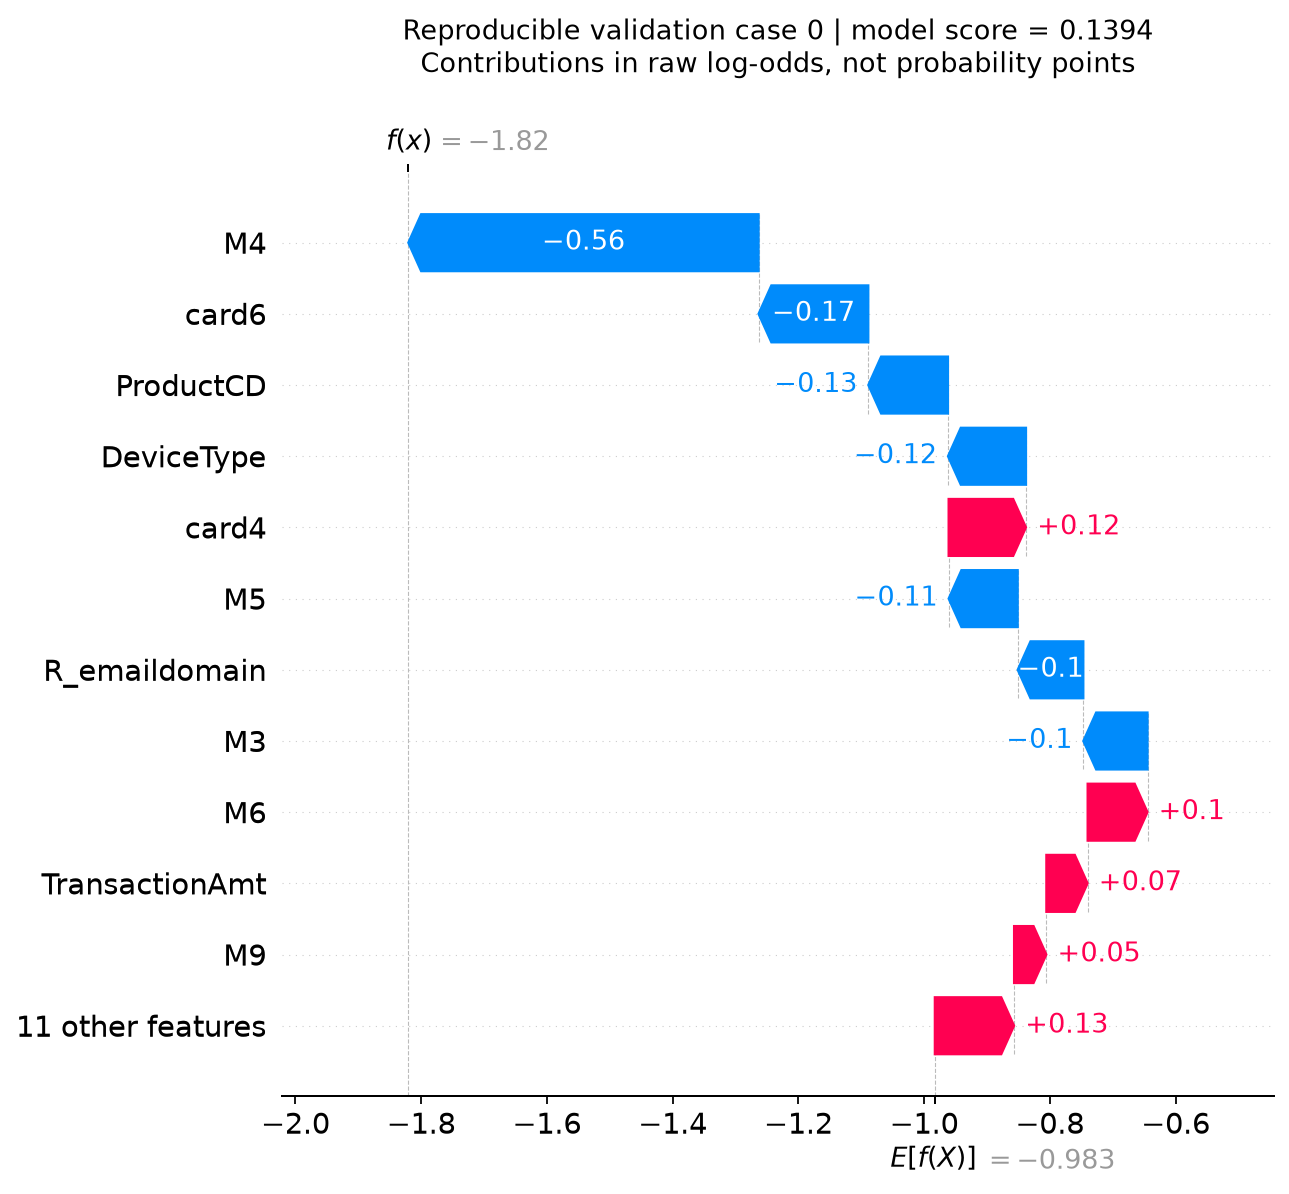 Reproducible validation case 0 | model score = 0.1394
Contributions in raw log-odds, not probability points
f(x) = −1.82
M4 −0.56
card6 −0.17
ProductCD −0.13
DeviceType −0.12
card4 +0.12
M5 −0.11
R_emaildomain −0.1
M3 −0.1
M6 +0.1
TransactionAmt +0.07
M9 +0.05
11 other features +0.13
−2.0 −1.8 −1.6 −1.4 −1.2 −1.0 −0.8 −0.6
E[f(X)] = −0.983